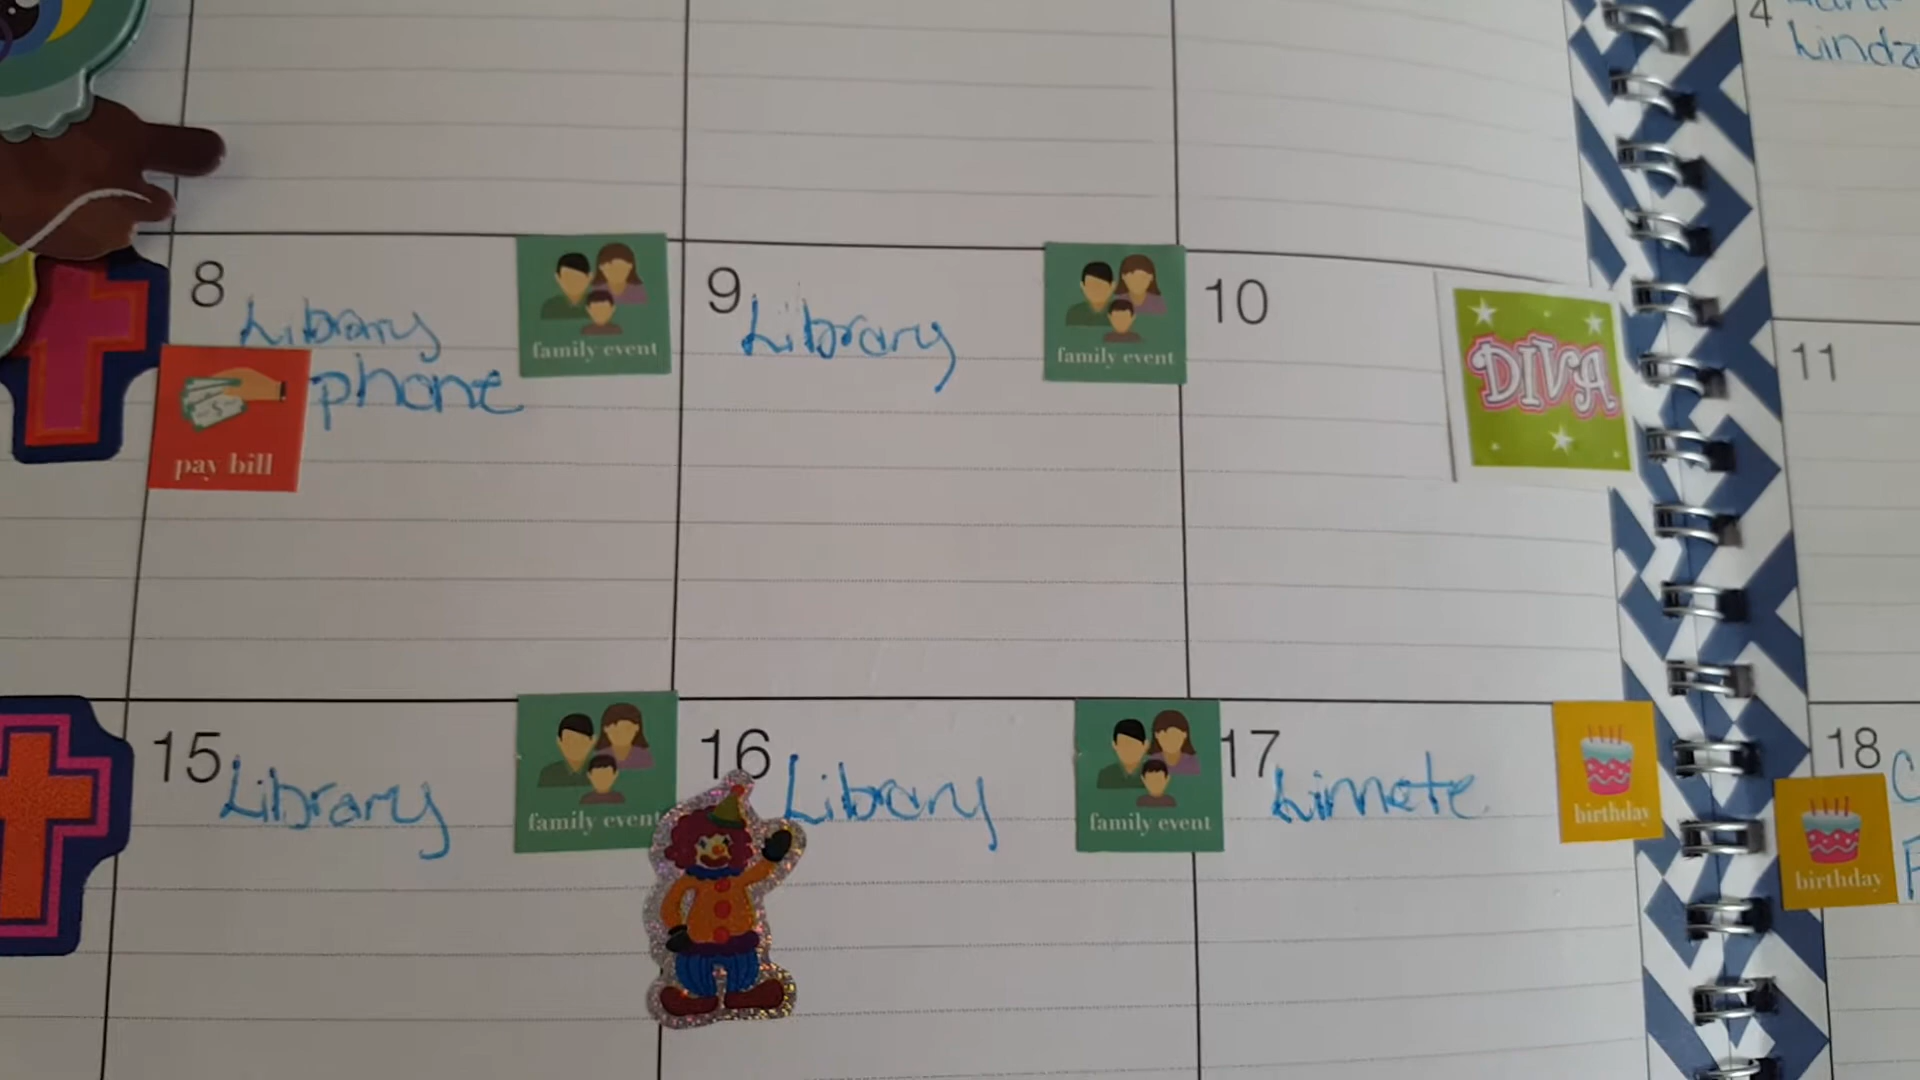 4
8
Library
phone
pay bill
family event
9
Library
family event
10
DIVA
11
15
Library
family event
16
Library
family event
17
birthday
18
birthday